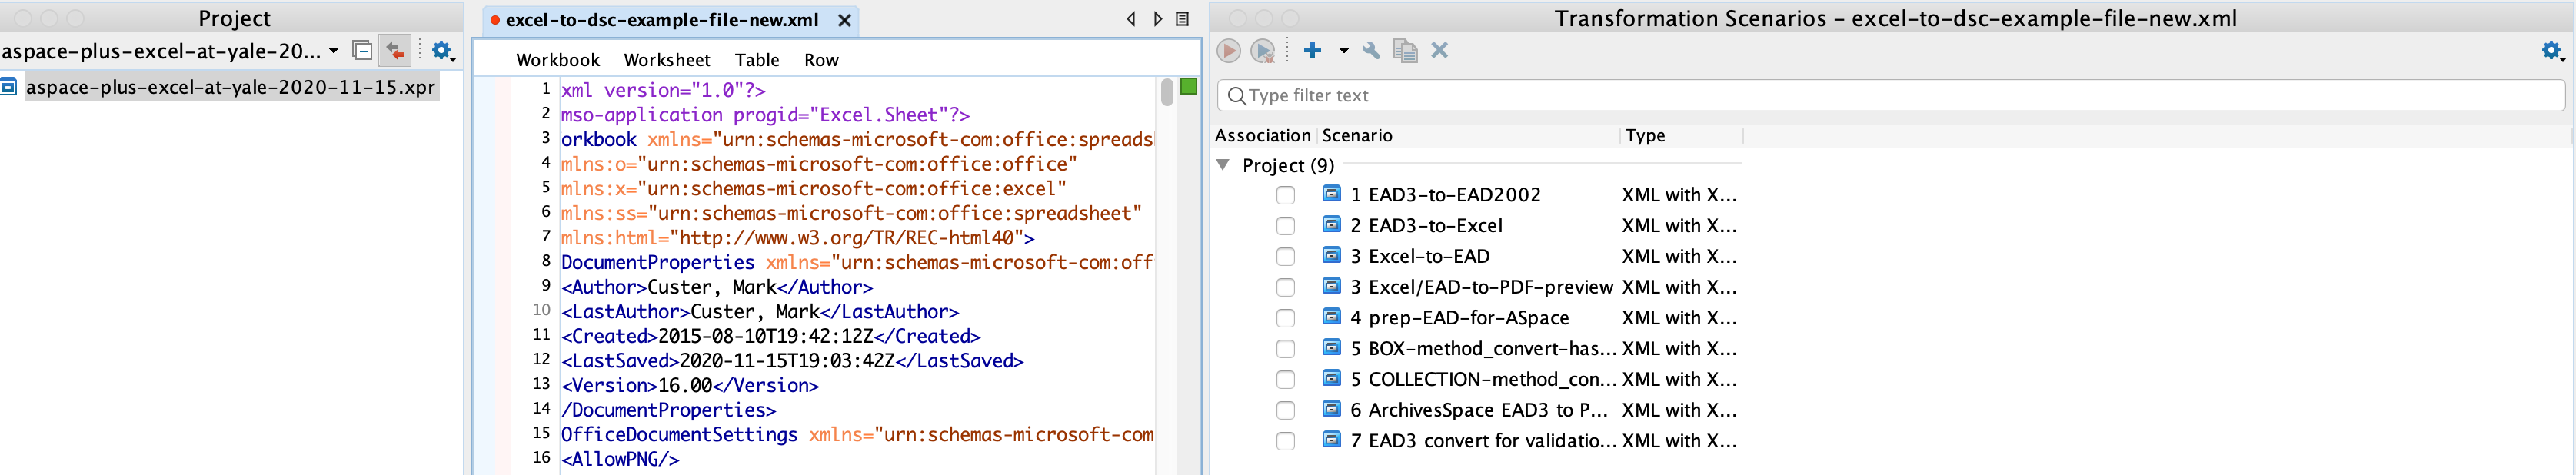 Project
aspace-plus-excel-at-yale-20...
aspace-plus-excel-at-yale-2020-11-15.xpr
excel-to-dsc-example-file-new.xml
Workbook Worksheet Table Row
1 xml version="1.0"?>
2 mso-application progid="Excel.Sheet"?>
3 orkbook xmlns="urn:schemas-microsoft-com:office:spreads
4 mlns:o="urn:schemas-microsoft-com:office:office"
5 mlns:x="urn:schemas-microsoft-com:office:excel"
6 mlns:ss="urn:schemas-microsoft-com:office:spreadsheet"
7 mlns:html="http://www.w3.org/TR/REC-html40">
8 DocumentProperties xmlns="urn:schemas-microsoft-com:off
9 <Author>Custer, Mark</Author>
10 <LastAuthor>Custer, Mark</LastAuthor>
11 <Created>2015-08-10T19:42:12Z</Created>
12 <LastSaved>2020-11-15T19:03:42Z</LastSaved>
13 <Version>16.00</Version>
14 /DocumentProperties>
15 OfficeDocumentSettings xmlns="urn:schemas-microsoft-com
16 <AllowPNG/>
Transformation Scenarios – excel-to-dsc-example-file-new.xml
Type filter text
Association Scenario Type
Project (9)
1 EAD3-to-EAD2002 XML with X...
2 EAD3-to-Excel XML with X...
3 Excel-to-EAD XML with X...
3 Excel/EAD-to-PDF-preview XML with X...
4 prep-EAD-for-ASpace XML with X...
5 BOX-method_convert-has... XML with X...
5 COLLECTION-method_con... XML with X...
6 ArchivesSpace EAD3 to P... XML with X...
7 EAD3 convert for validatio... XML with X...